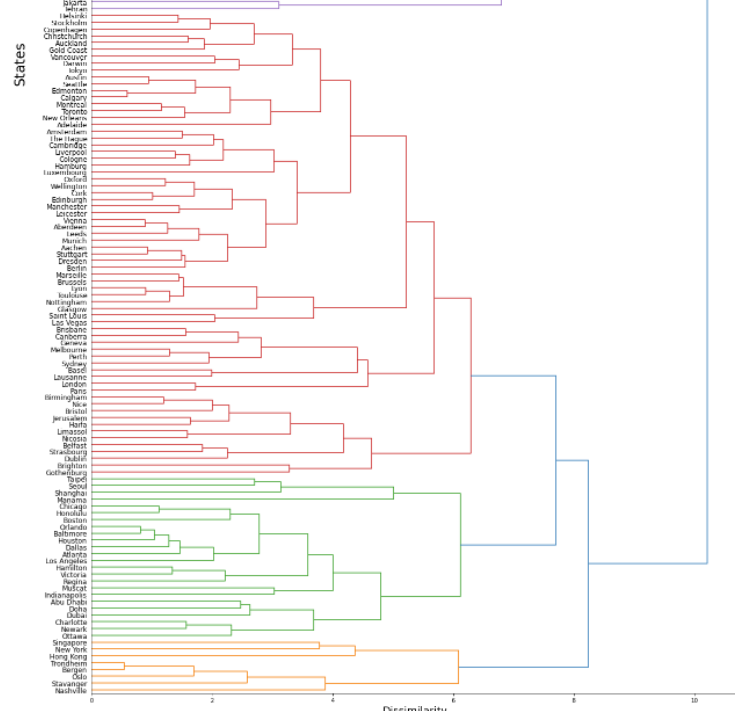 States
Jakarta
Tehran
Helsinki
Stockholm
Copenhagen
Christchurch
Auckland
Gold Coast
Vancouver
Darwin
Tokyo
Austin
Seattle
Edmonton
Calgary
Montreal
Toronto
New Orleans
Adelaide
Amsterdam
The Hague
Cambridge
Liverpool
Cologne
Hamburg
Luxembourg
Oxford
Wellington
Cork
Edinburgh
Manchester
Leicester
Vienna
Aberdeen
Leeds
Munich
Aachen
Stuttgart
Dresden
Berlin
Marseille
Brussels
Lyon
Toulouse
Nottingham
Glasgow
Saint Louis
Las Vegas
Brisbane
Canberra
Geneva
Melbourne
Perth
Sydney
Basel
Lausanne
London
Paris
Birmingham
Nice
Bristol
Jerusalem
Haifa
Limassol
Nicosia
Belfast
Strasbourg
Dublin
Brighton
Gothenburg
Taipei
Seoul
Shanghai
Manama
Chicago
Honolulu
Boston
Orlando
Baltimore
Houston
Dallas
Atlanta
Los Angeles
Hamilton
Victoria
Regina
Muscat
Indianapolis
Abu Dhabi
Doha
Dubai
Charlotte
Newark
Ottawa
Singapore
New York
Hong Kong
Trondheim
Bergen
Oslo
Stavanger
Nashville
0 2 4 6 8 10
Dissimilarity